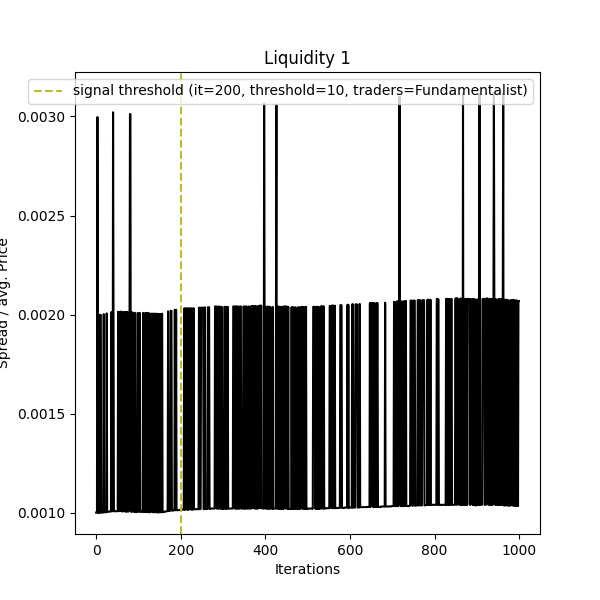 Liquidity 1
signal threshold (it=200, threshold=10, traders=Fundamentalist)
0.0030
0.0025
0.0020
0.0015
0.0010
Spread / avg. Price
0 200 400 600 800 1000
Iterations